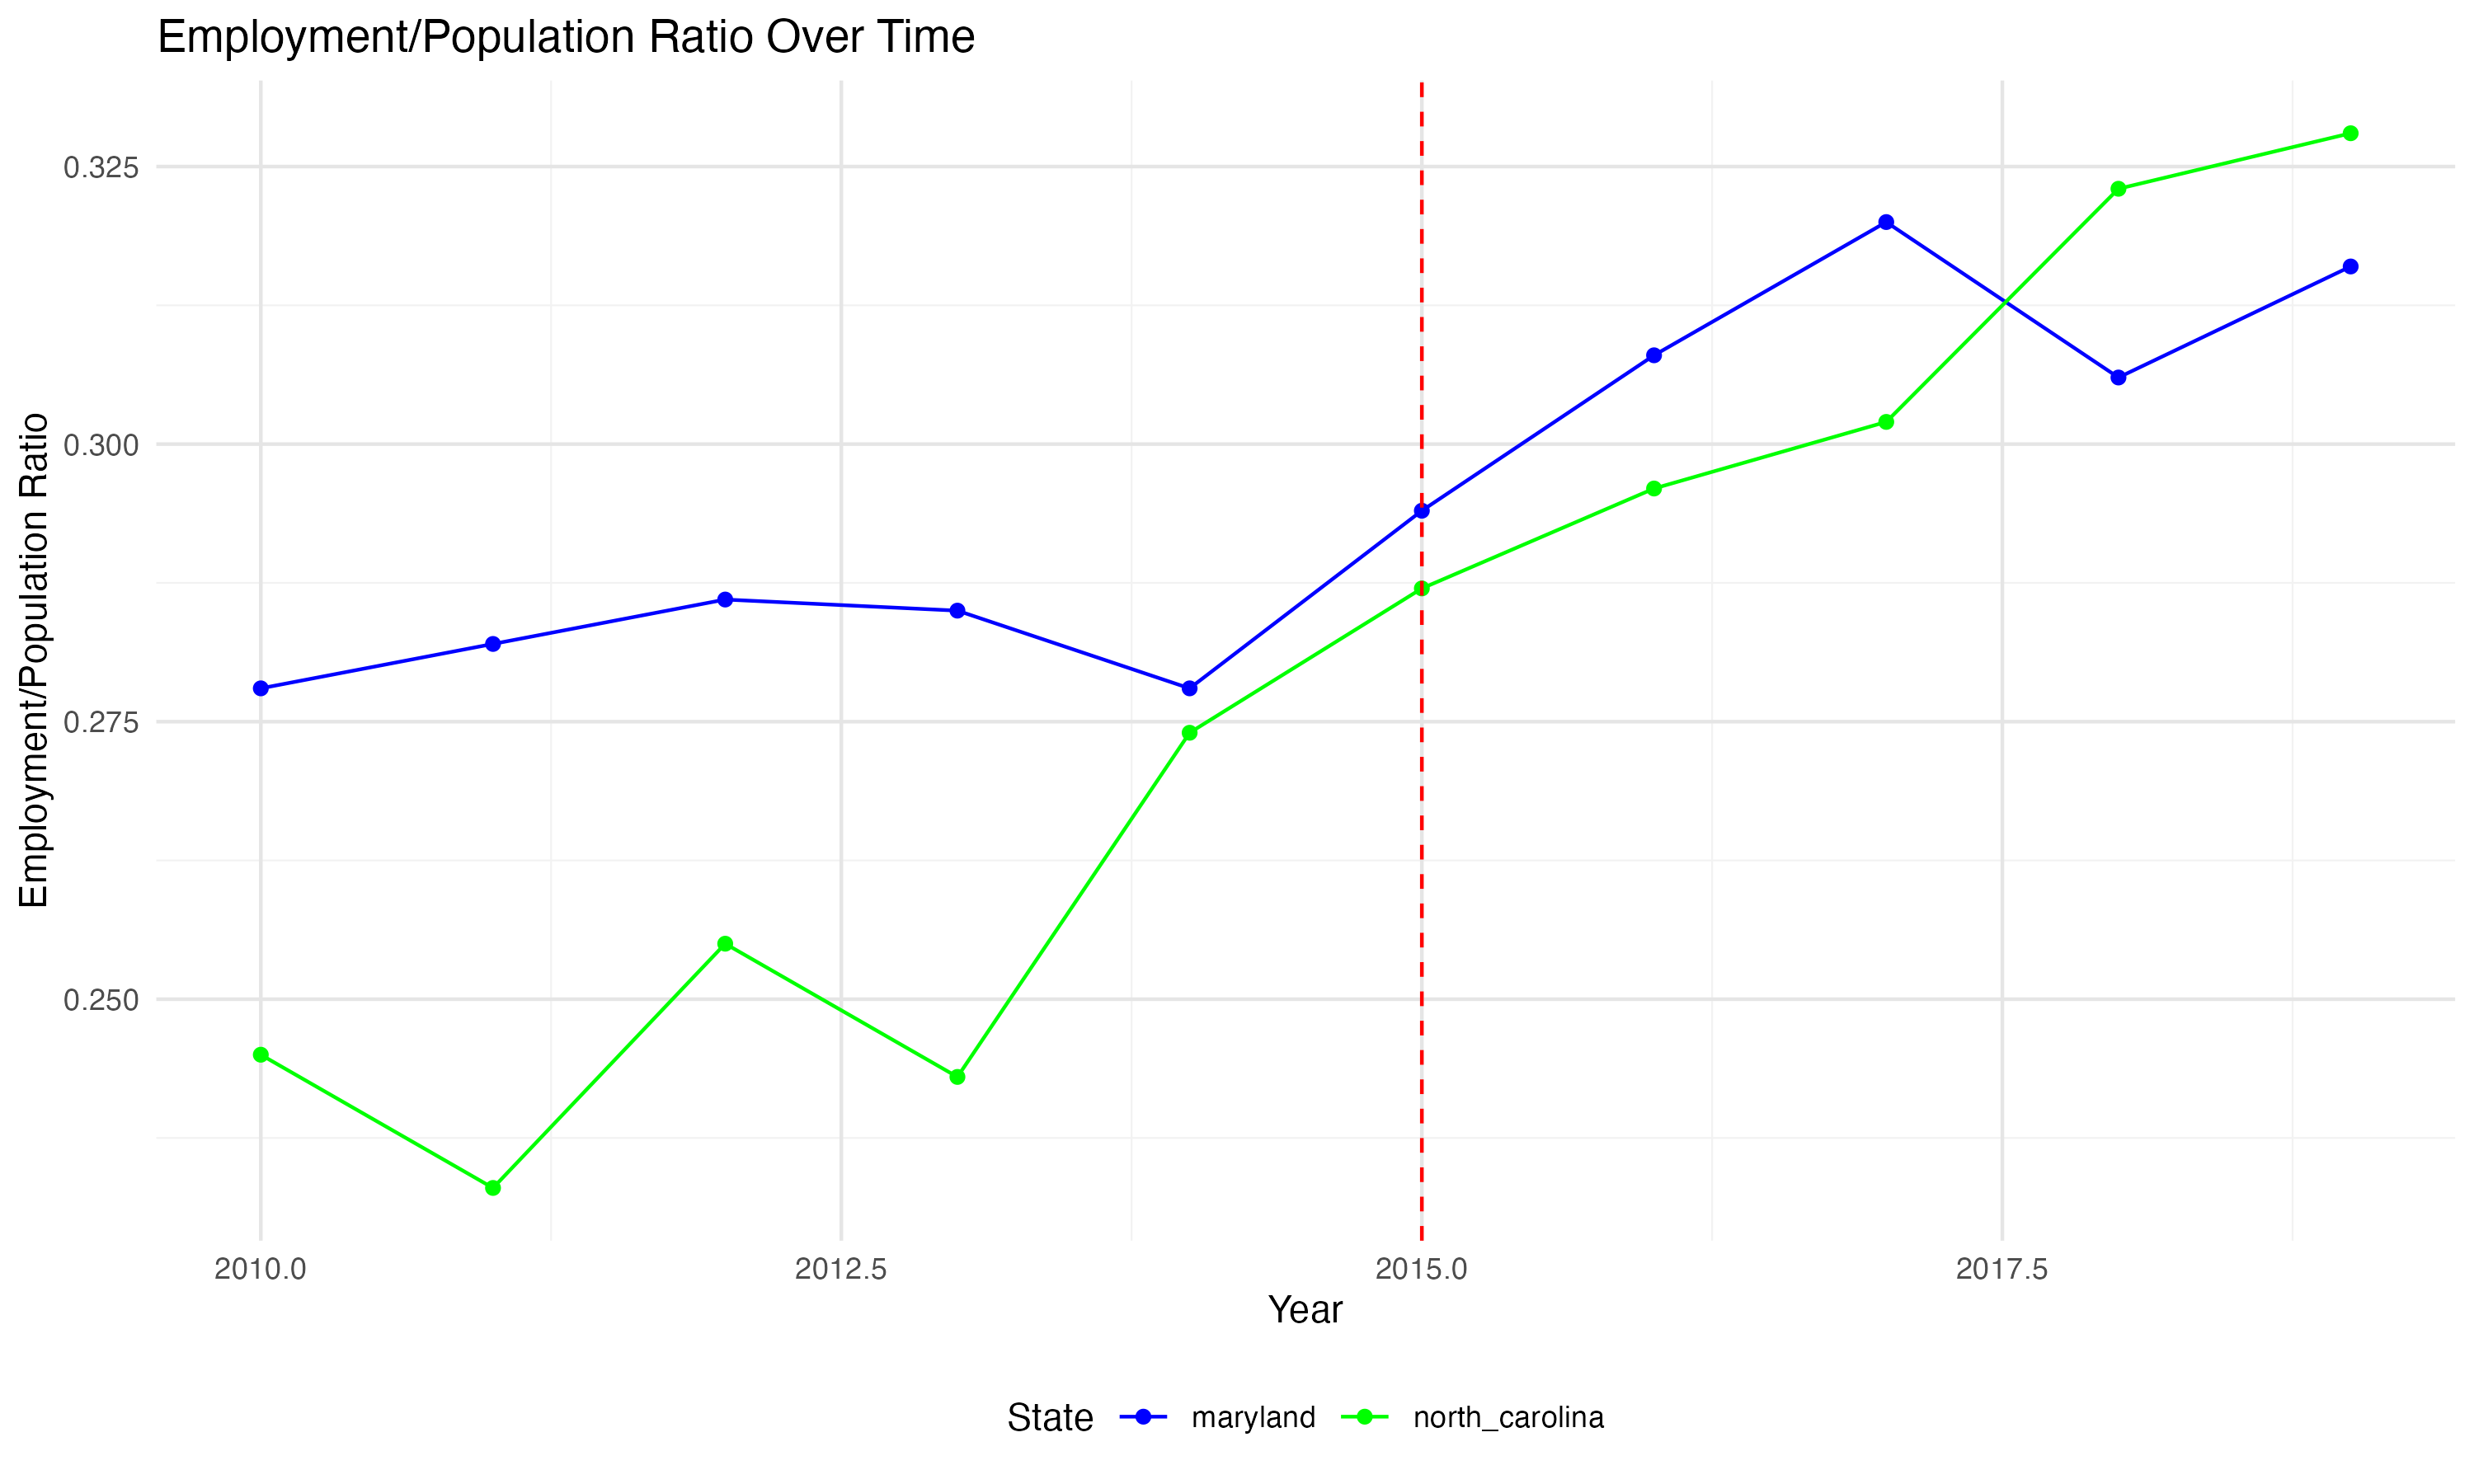 Employment/Population Ratio Over Time
Employment/Population Ratio
0.325
0.300
0.275
0.250
2010.0 2012.5 2015.0 2017.5
Year
State maryland north_carolina